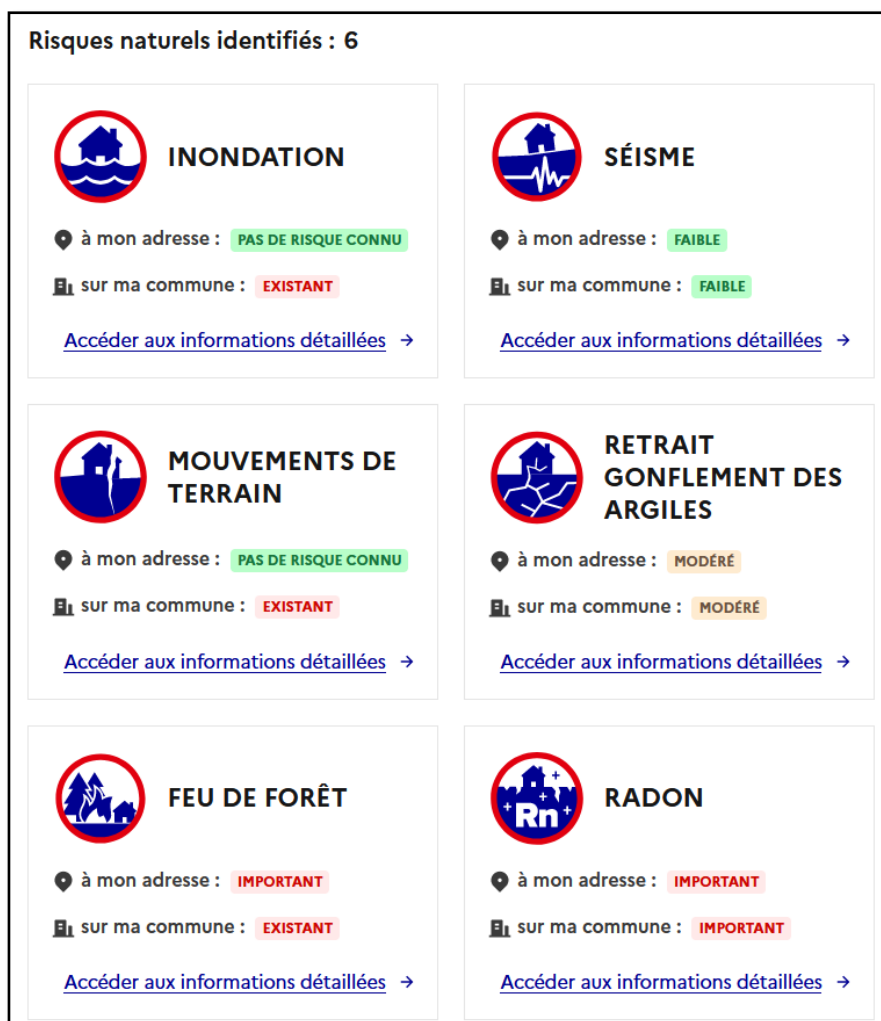 Risques naturels identifiés : 6
INONDATION
à mon adresse : PAS DE RISQUE CONNU
sur ma commune : EXISTANT
Accéder aux informations détaillées →
SÉISME
à mon adresse : FAIBLE
sur ma commune : FAIBLE
Accéder aux informations détaillées →
MOUVEMENTS DE
TERRAIN
à mon adresse : PAS DE RISQUE CONNU
sur ma commune : EXISTANT
Accéder aux informations détaillées →
RETRAIT
GONFLEMENT DES
ARGILES
à mon adresse : MODÉRÉ
sur ma commune : MODÉRÉ
Accéder aux informations détaillées →
FEU DE FORÊT
à mon adresse : IMPORTANT
sur ma commune : EXISTANT
Accéder aux informations détaillées →
Rn
RADON
à mon adresse : IMPORTANT
sur ma commune : IMPORTANT
Accéder aux informations détaillées →